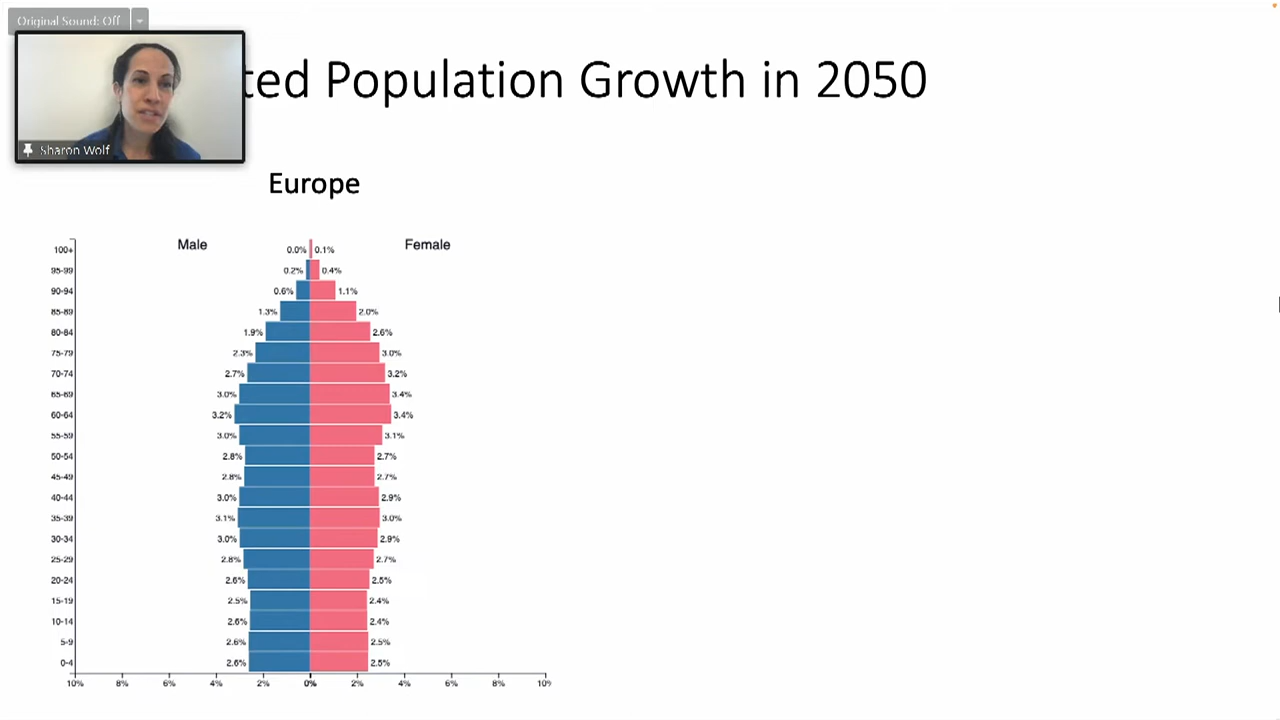 Original Sound: Off
ted Population Growth in 2050
Sharon Wolf
Europe
Male Female
100+ 0.0% 0.1%
95-99 0.2% 0.4%
90-94 0.6% 1.1%
85-89 1.3% 2.0%
80-84 1.9% 2.6%
75-79 2.3% 3.0%
70-74 2.7% 3.2%
65-69 3.0% 3.4%
60-64 3.2% 3.4%
55-59 3.0% 3.1%
50-54 2.8% 2.7%
45-49 2.8% 2.7%
40-44 3.0% 2.9%
35-39 3.1% 3.0%
30-34 3.0% 2.9%
25-29 2.8% 2.7%
20-24 2.6% 2.5%
15-19 2.5% 2.4%
10-14 2.6% 2.4%
5-9 2.6% 2.5%
0-4 2.6% 2.5%
10% 8% 6% 4% 2% 0% 2% 4% 6% 8% 10%